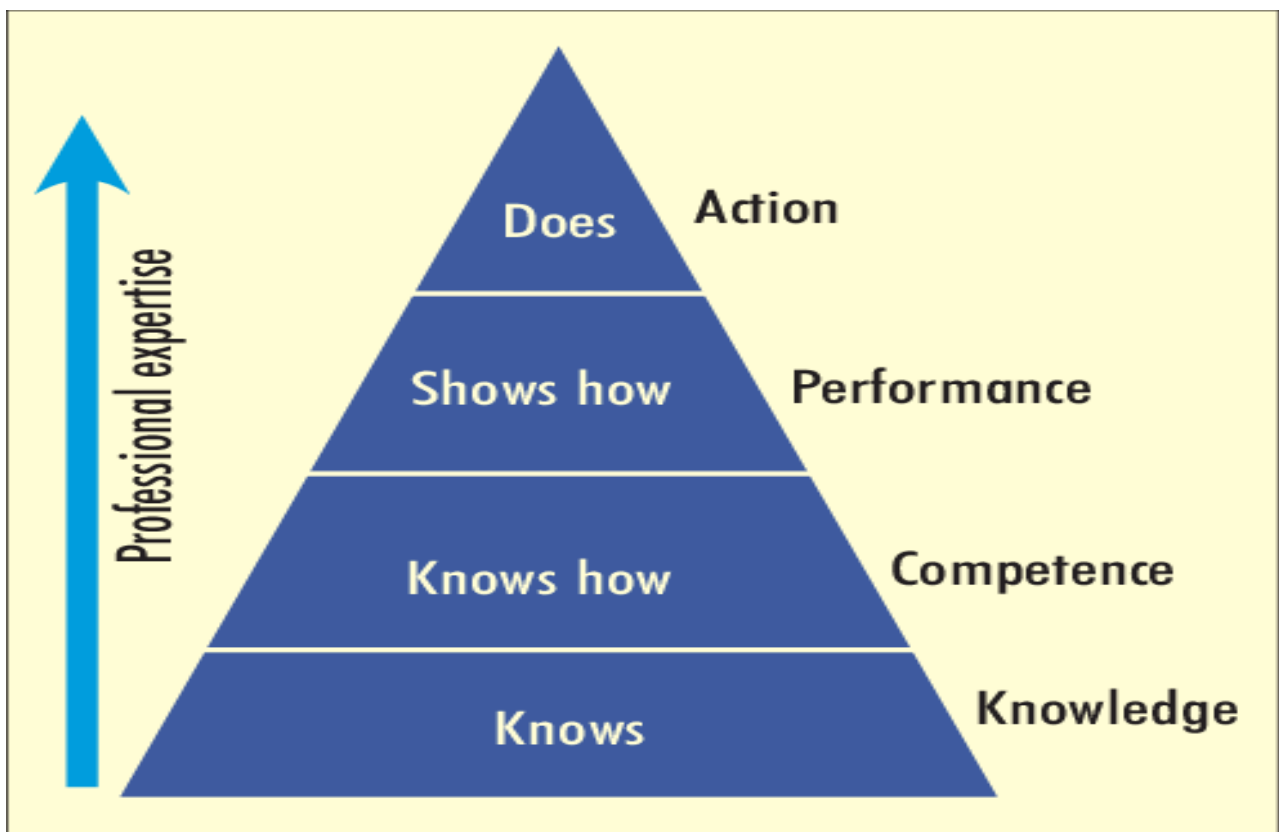 Professional expertise
Does
Action
Shows how
Performance
Knows how
Competence
Knows
Knowledge